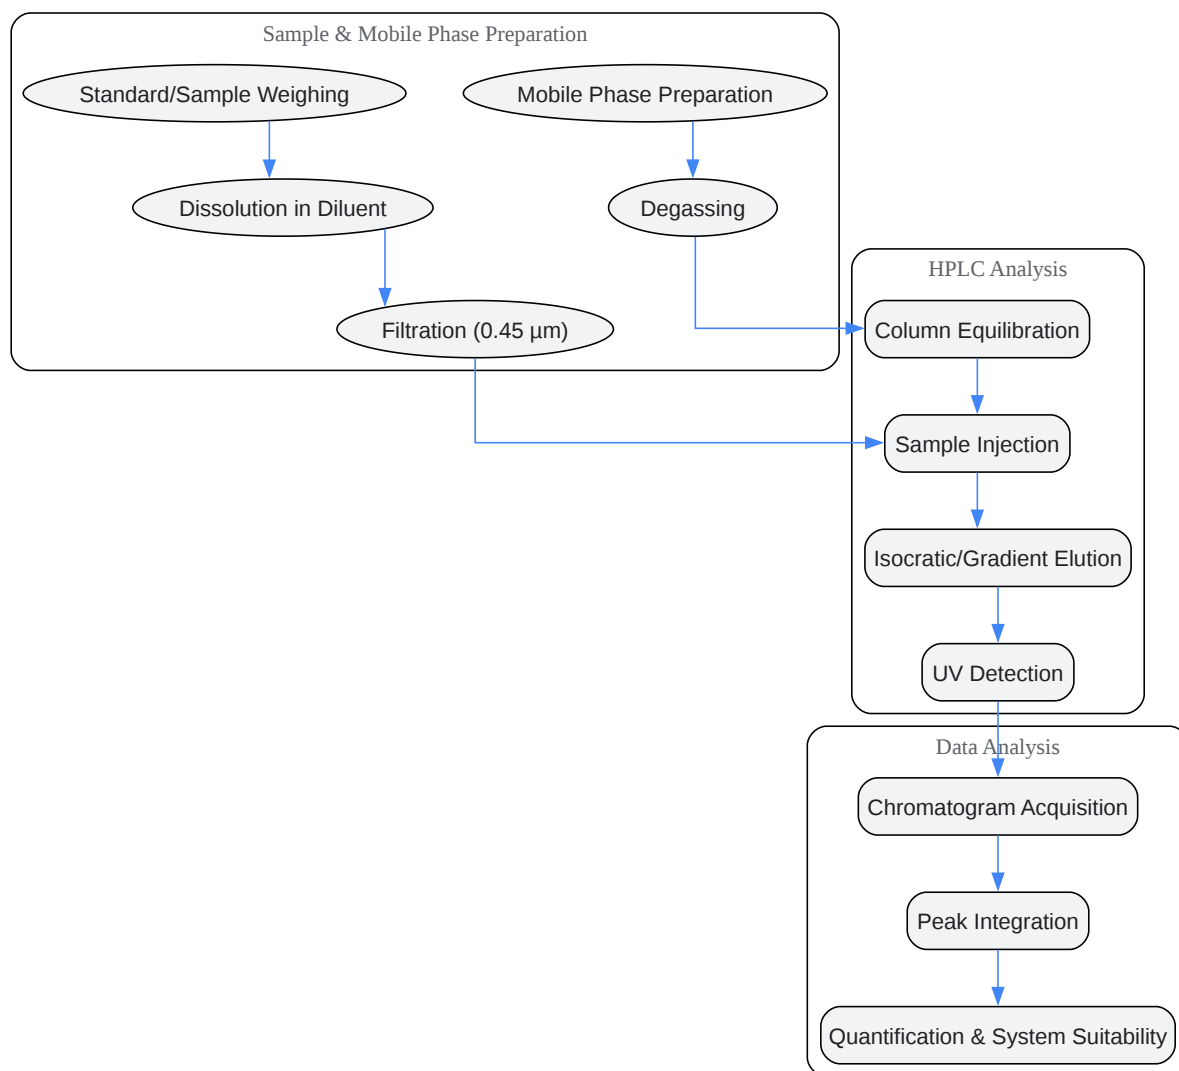 Sample & Mobile Phase Preparation
Standard/Sample Weighing
Mobile Phase Preparation
Dissolution in Diluent
Degassing
Filtration (0.45 µm)
HPLC Analysis
Column Equilibration
Sample Injection
Isocratic/Gradient Elution
UV Detection
Data Analysis
Chromatogram Acquisition
Peak Integration
Quantification & System Suitability